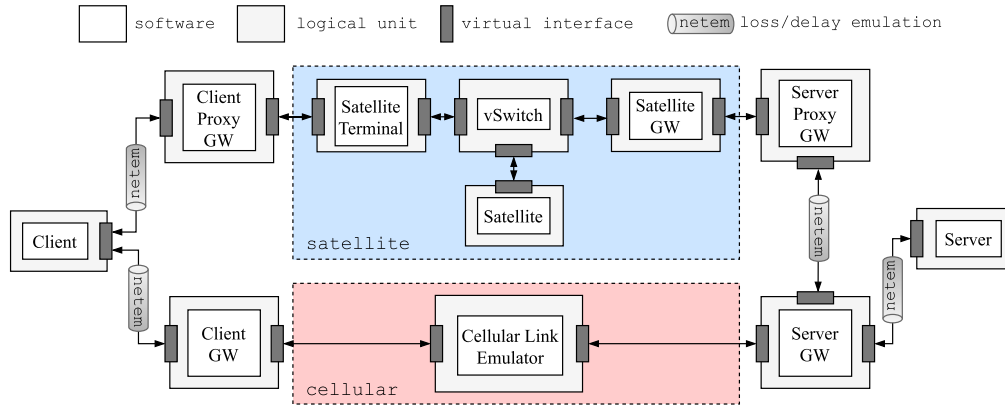 software
logical unit
virtual interface
netem loss/delay emulation
Client
Proxy
GW
Satellite
Terminal
vSwitch
Satellite
GW
Server
Proxy
GW
netem
Satellite
satellite
netem
Client
netem
netem
Server
Client
GW
Cellular Link
Emulator
cellular
Server
GW